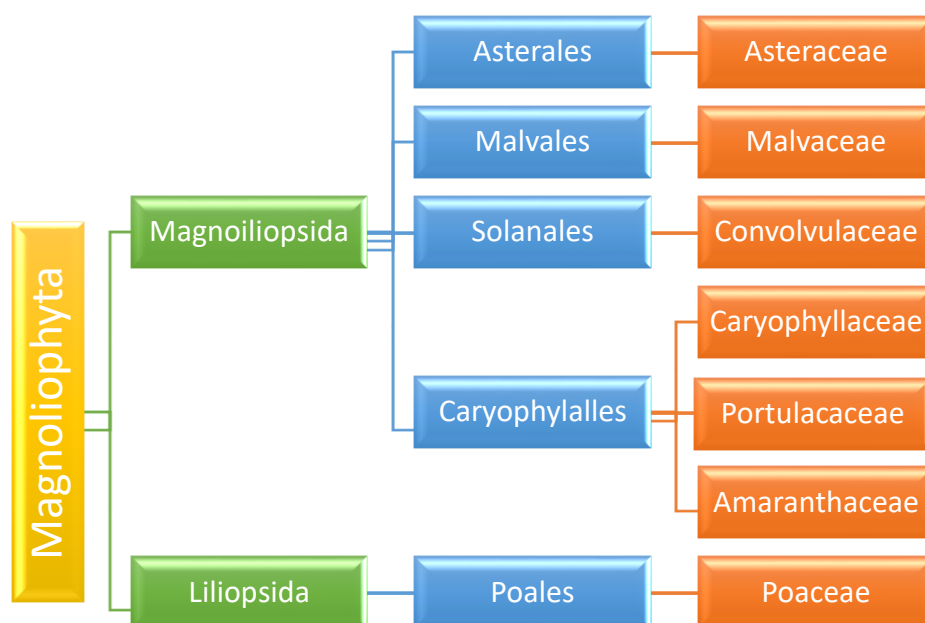 Magnoliophyta
Magnoiliopsida
Asterales
Asteraceae
Malvales
Malvaceae
Solanales
Convolvulaceae
Caryophylalles
Caryophyllaceae
Portulacaceae
Amaranthaceae
Liliopsida
Poales
Poaceae